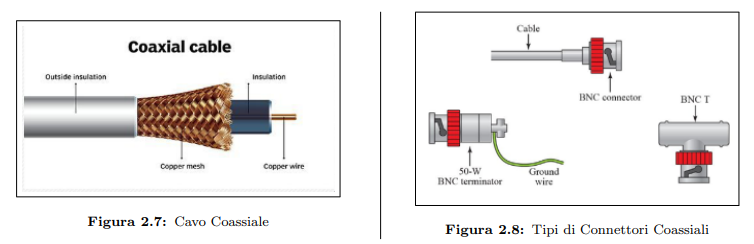 Coaxial cable
Outside insulation
Insulation
Copper mesh
Copper wire
Figura 2.7: Cavo Coassiale
Cable
BNC connector
BNC T
50-W
BNC terminator
Ground
wire
Figura 2.8: Tipi di Connettori Coassiali